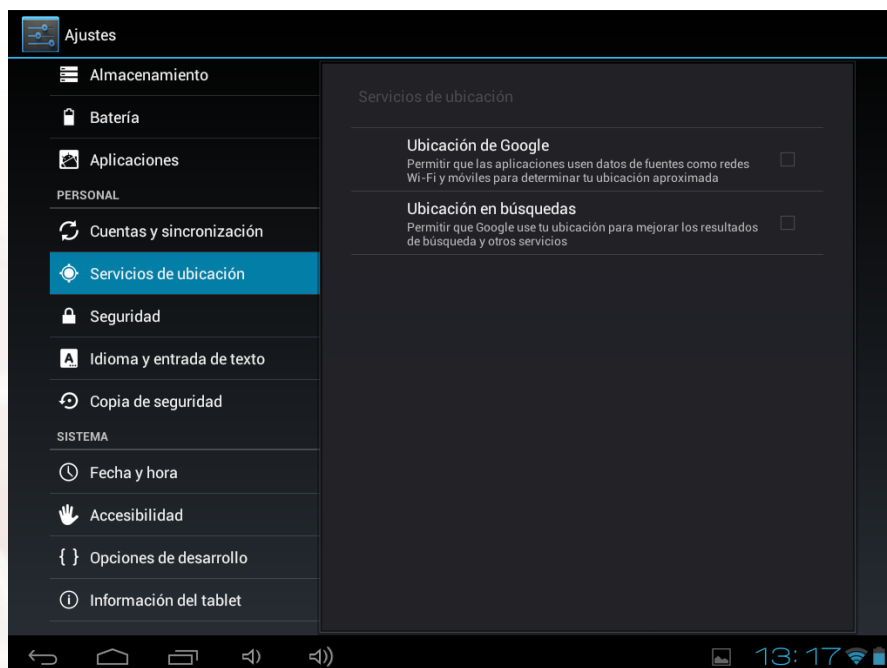 Ajustes
Almacenamiento
Batería
Aplicaciones
PERSONAL
Cuentas y sincronización
Servicios de ubicación
Seguridad
Idioma y entrada de texto
Copia de seguridad
SISTEMA
Fecha y hora
Accesibilidad
{ } Opciones de desarrollo
Información del tablet
Servicios de ubicación
Ubicación de Google
Permitir que las aplicaciones usen datos de fuentes como redes
Wi-Fi y móviles para determinar tu ubicación aproximada
Ubicación en búsquedas
Permitir que Google use tu ubicación para mejorar los resultados
de búsqueda y otros servicios
13:17